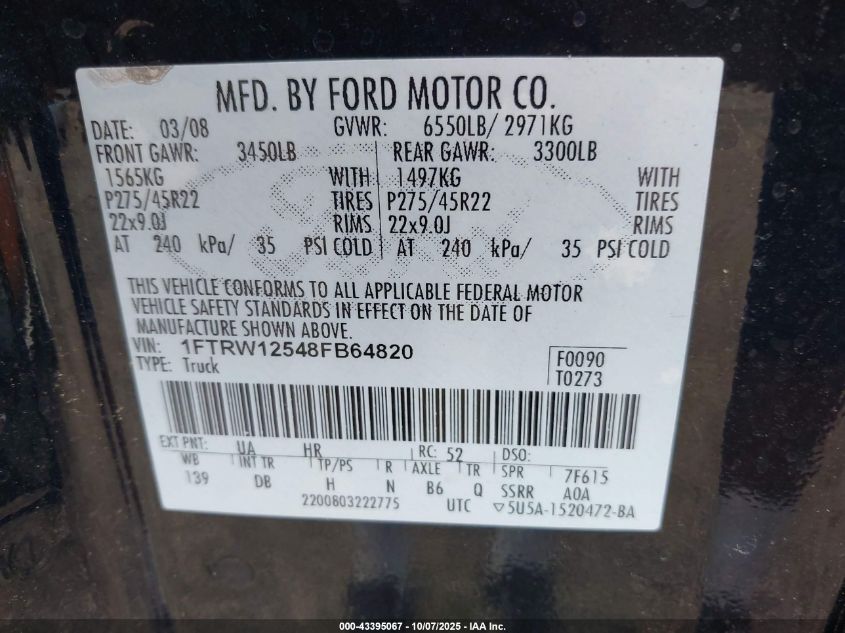 MFD. BY FORD MOTOR CO.
DATE: 03/08 GVWR: 6550LB/ 2971KG
FRONT GAWR: 3450LB REAR GAWR: 3300LB
1565KG WITH 1497KG WITH
P275/45R22 TIRES P275/45R22 TIRES
22x9.0J RIMS 22x9.0J RIMS
AT 240 kPa/ 35 PSI COLD AT 240 kPa/ 35 PSI COLD
THIS VEHICLE CONFORMS TO ALL APPLICABLE FEDERAL MOTOR
VEHICLE SAFETY STANDARDS IN EFFECT ON THE DATE OF
MANUFACTURE SHOWN ABOVE.
VIN: 1FTRW12548FB64820
TYPE: Truck
F0090
T0273
EXT PNT: UA HR RC: 52 DSO:
WB INT TR TP/PS R AXLE TR SPR 7F615
139 DB H N B6 Q SSRR A0A
2200803222775 UTC ▽5U5A-1520472-BA
000-43395067 - 10/07/2025 - IAA Inc.